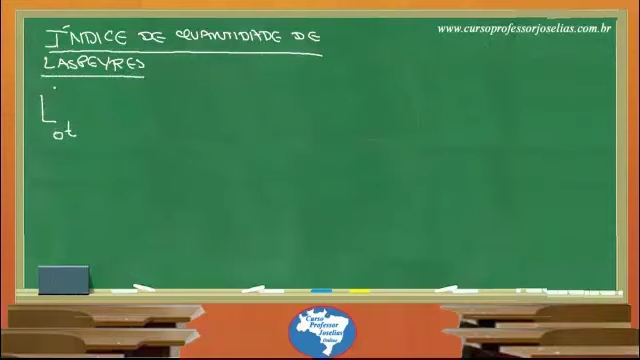 www.cursoprofessorjoselias.com.br
ÍNDICE DE QUANTIDADE DE
LASPEYRES
L
0t
Curso
Professor
Joselias
Online